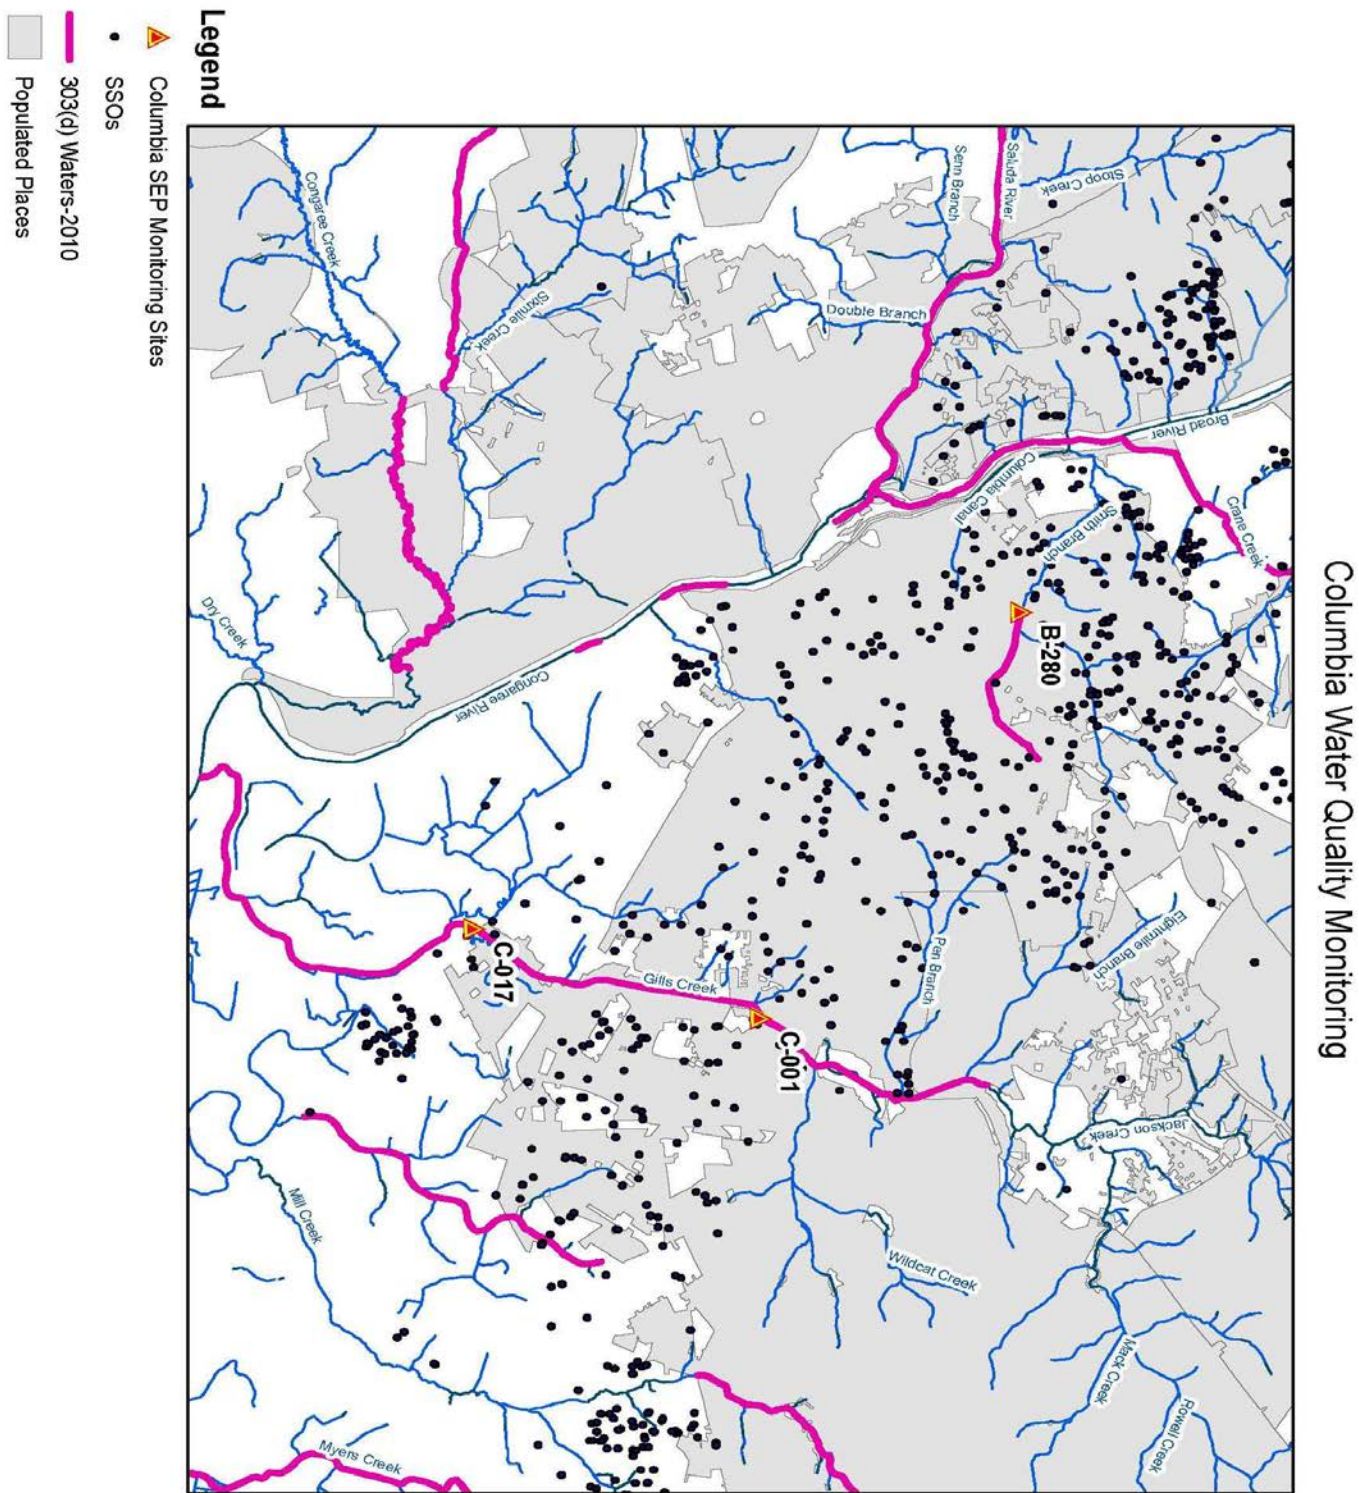 Columbia Water Quality Monitoring
Stoop Creek
Saluda River
Senn Branch
Double Branch
Broad River
Crane Creek
Columbia Canal
Smith Branch
B-280
Sixmile Creek
Congaree Creek
Dry Creek
Congaree River
Eightmile Branch
Pen Branch
Gills Creek
C-017
C-001
Jackson Creek
Wildcat Creek
Mill Creek
Mack Creek
Rowell Creek
Myers Creek
Legend
Columbia SEP Monitoring Sites
SSOs
303(d) Waters-2010
Populated Places